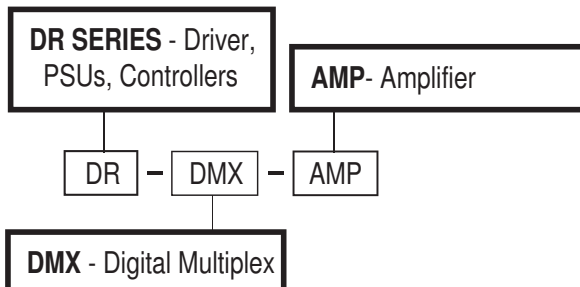 DR SERIES - Driver,
PSUs, Controllers
AMP- Amplifier
DR - DMX - AMP
DMX - Digital Multiplex